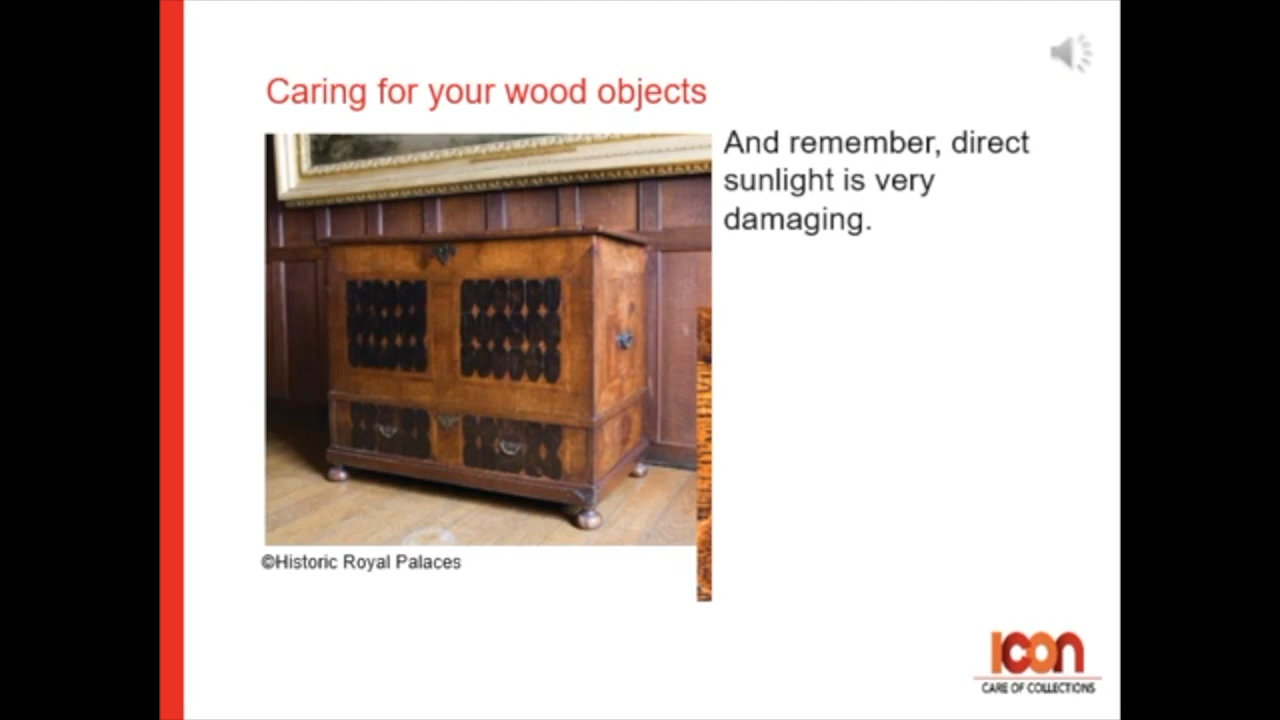 Caring for your wood objects
And remember, direct
sunlight is very
damaging.
©Historic Royal Palaces
ICON
CARE OF COLLECTIONS